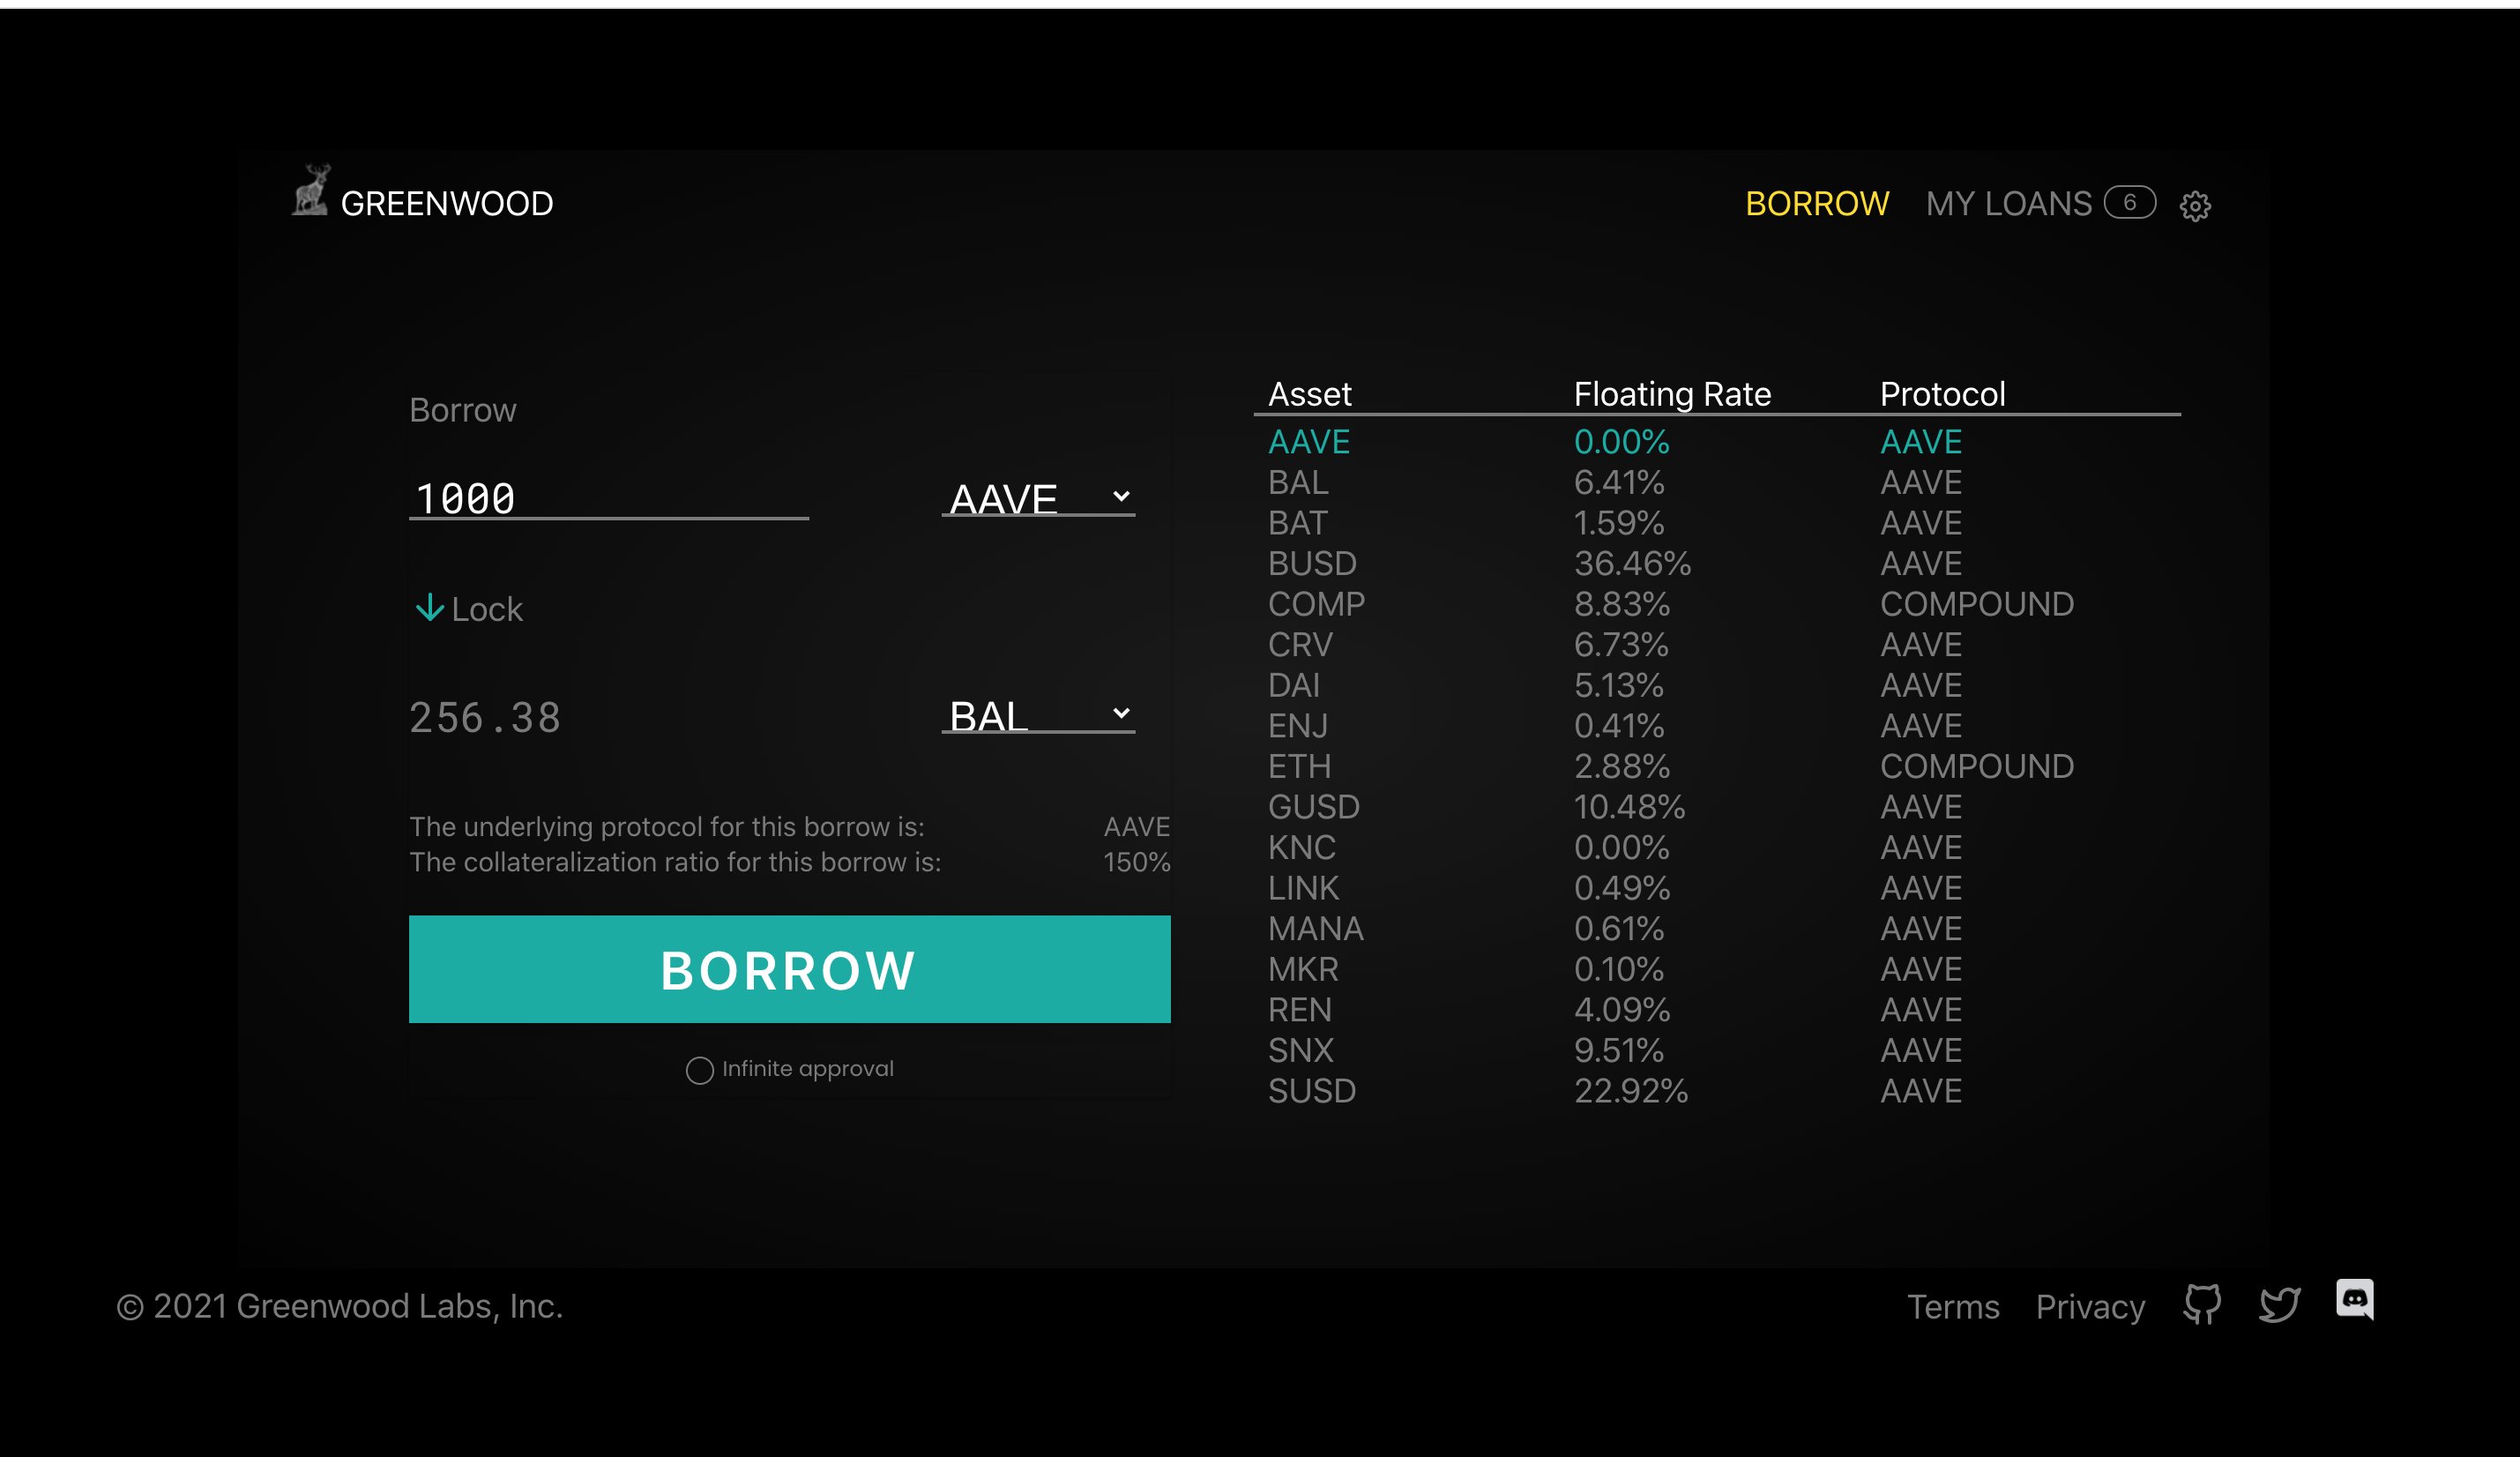 GREENWOOD
BORROW MY LOANS 6
Borrow
1000 AAVE
Lock
256.38 BAL
The underlying protocol for this borrow is: AAVE
The collateralization ratio for this borrow is: 150%
BORROW
Infinite approval
Asset Floating Rate Protocol
AAVE 0.00% AAVE
BAL 6.41% AAVE
BAT 1.59% AAVE
BUSD 36.46% AAVE
COMP 8.83% COMPOUND
CRV 6.73% AAVE
DAI 5.13% AAVE
ENJ 0.41% AAVE
ETH 2.88% COMPOUND
GUSD 10.48% AAVE
KNC 0.00% AAVE
LINK 0.49% AAVE
MANA 0.61% AAVE
MKR 0.10% AAVE
REN 4.09% AAVE
SNX 9.51% AAVE
SUSD 22.92% AAVE
© 2021 Greenwood Labs, Inc.
Terms Privacy